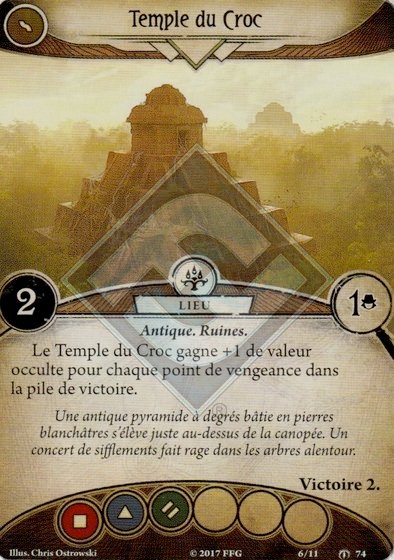 Temple du Croc
2
LIEU
1
Antique. Ruines.
Le Temple du Croc gagne +1 de valeur
occulte pour chaque point de vengeance dans
la pile de victoire.
Une antique pyramide à degrés bâtie en pierres
blanchâtres s'élève juste au-dessus de la canopée. Un
concert de sifflements fait rage dans les arbres alentour.
Victoire 2.
Illus. Chris Ostrowski © 2017 FFG 6/11 74